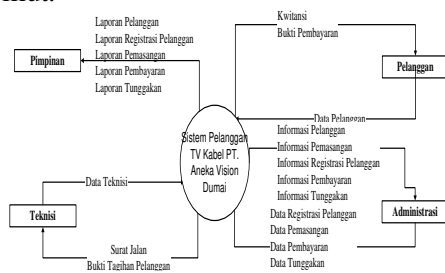 Laporan Pelanggan
Laporan Registrasi Pelanggan
Laporan Pemasangan
Laporan Pembayaran
Laporan Tunggakan
Pimpinan
Kwitansi
Bukti Pembayaran
Pelanggan
Data Pelanggan
Sistem Pelanggan
TV Kabel PT.
Aneka Vision
Dumai
Informasi Pelanggan
Informasi Pemasangan
Informasi Registrasi Pelanggan
Informasi Pembayaran
Informasi Tunggakan
Administrasi
Data Registrasi Pelanggan
Data Pemasangan
Data Pembayaran
Data Tunggakan
Data Teknisi
Teknisi
Surat Jalan
Bukti Tagihan Pelanggan